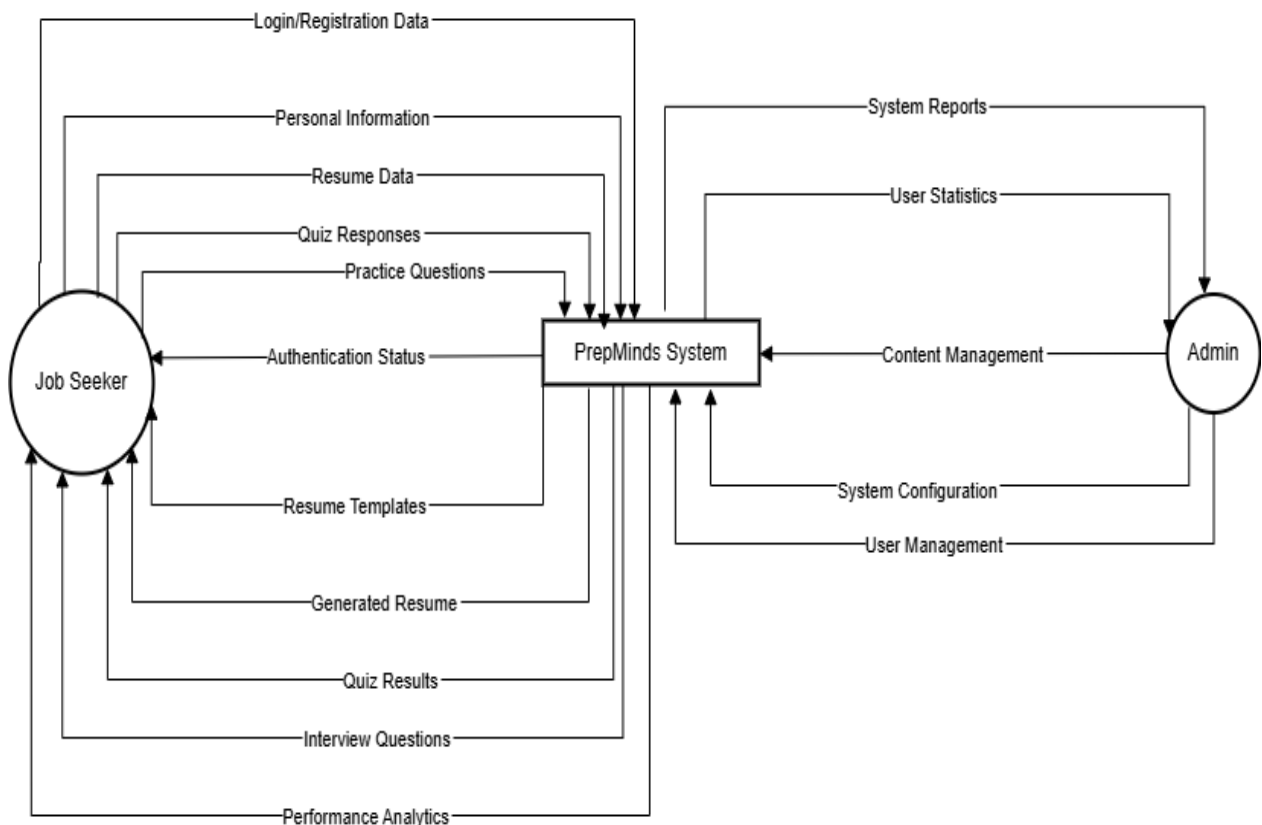 Login/Registration Data
System Reports
Personal Information
Resume Data
User Statistics
Quiz Responses
Practice Questions
Authentication Status
PrepMinds System
Content Management
Admin
Job Seeker
System Configuration
Resume Templates
User Management
Generated Resume
Quiz Results
Interview Questions
Performance Analytics